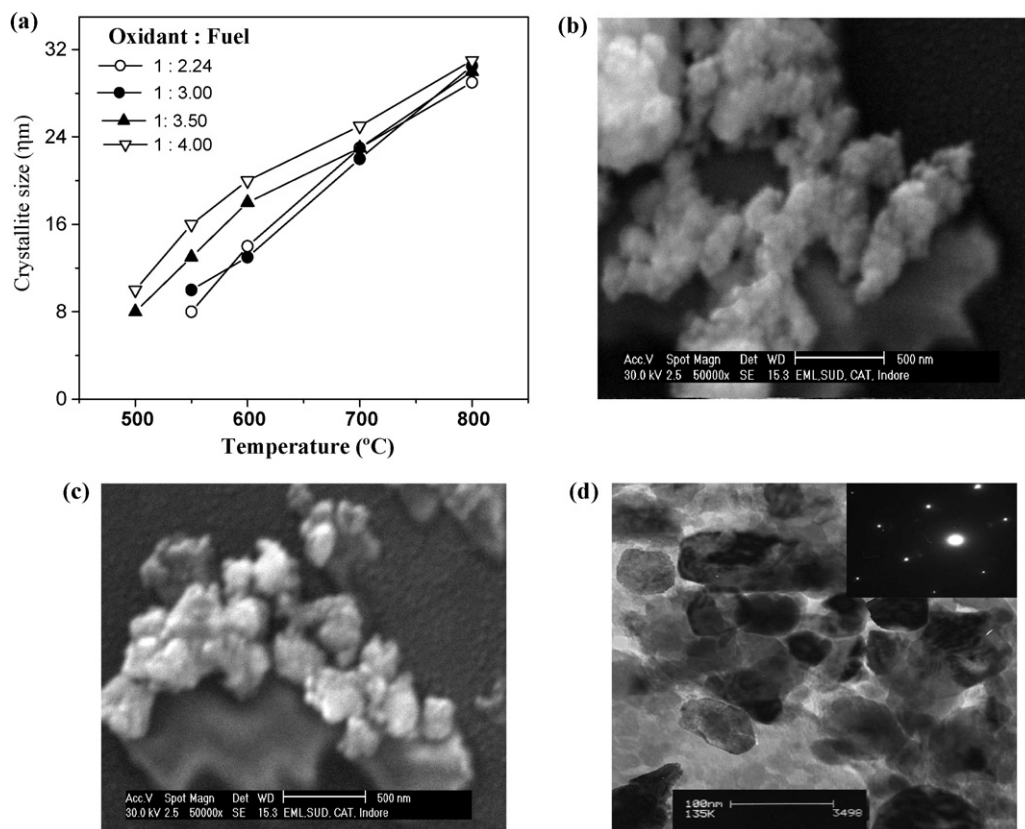 (a)
Oxidant : Fuel
1 : 2.24
1 : 3.00
1: 3.50
1 : 4.00
32
24
16
8
0
Crystallite size (ηm)
500 600 700 800
Temperature (ºC)
(b)
Acc.V Spot Magn Det WD 500 nm
30.0 kV 2.5 50000x SE 15.3 EML,SUD, CAT, Indore
(c)
Acc.V Spot Magn Det WD 500 nm
30.0 kV 2.5 50000x SE 15.3 EML,SUD, CAT, Indore
(d)
100nm
135K 3498